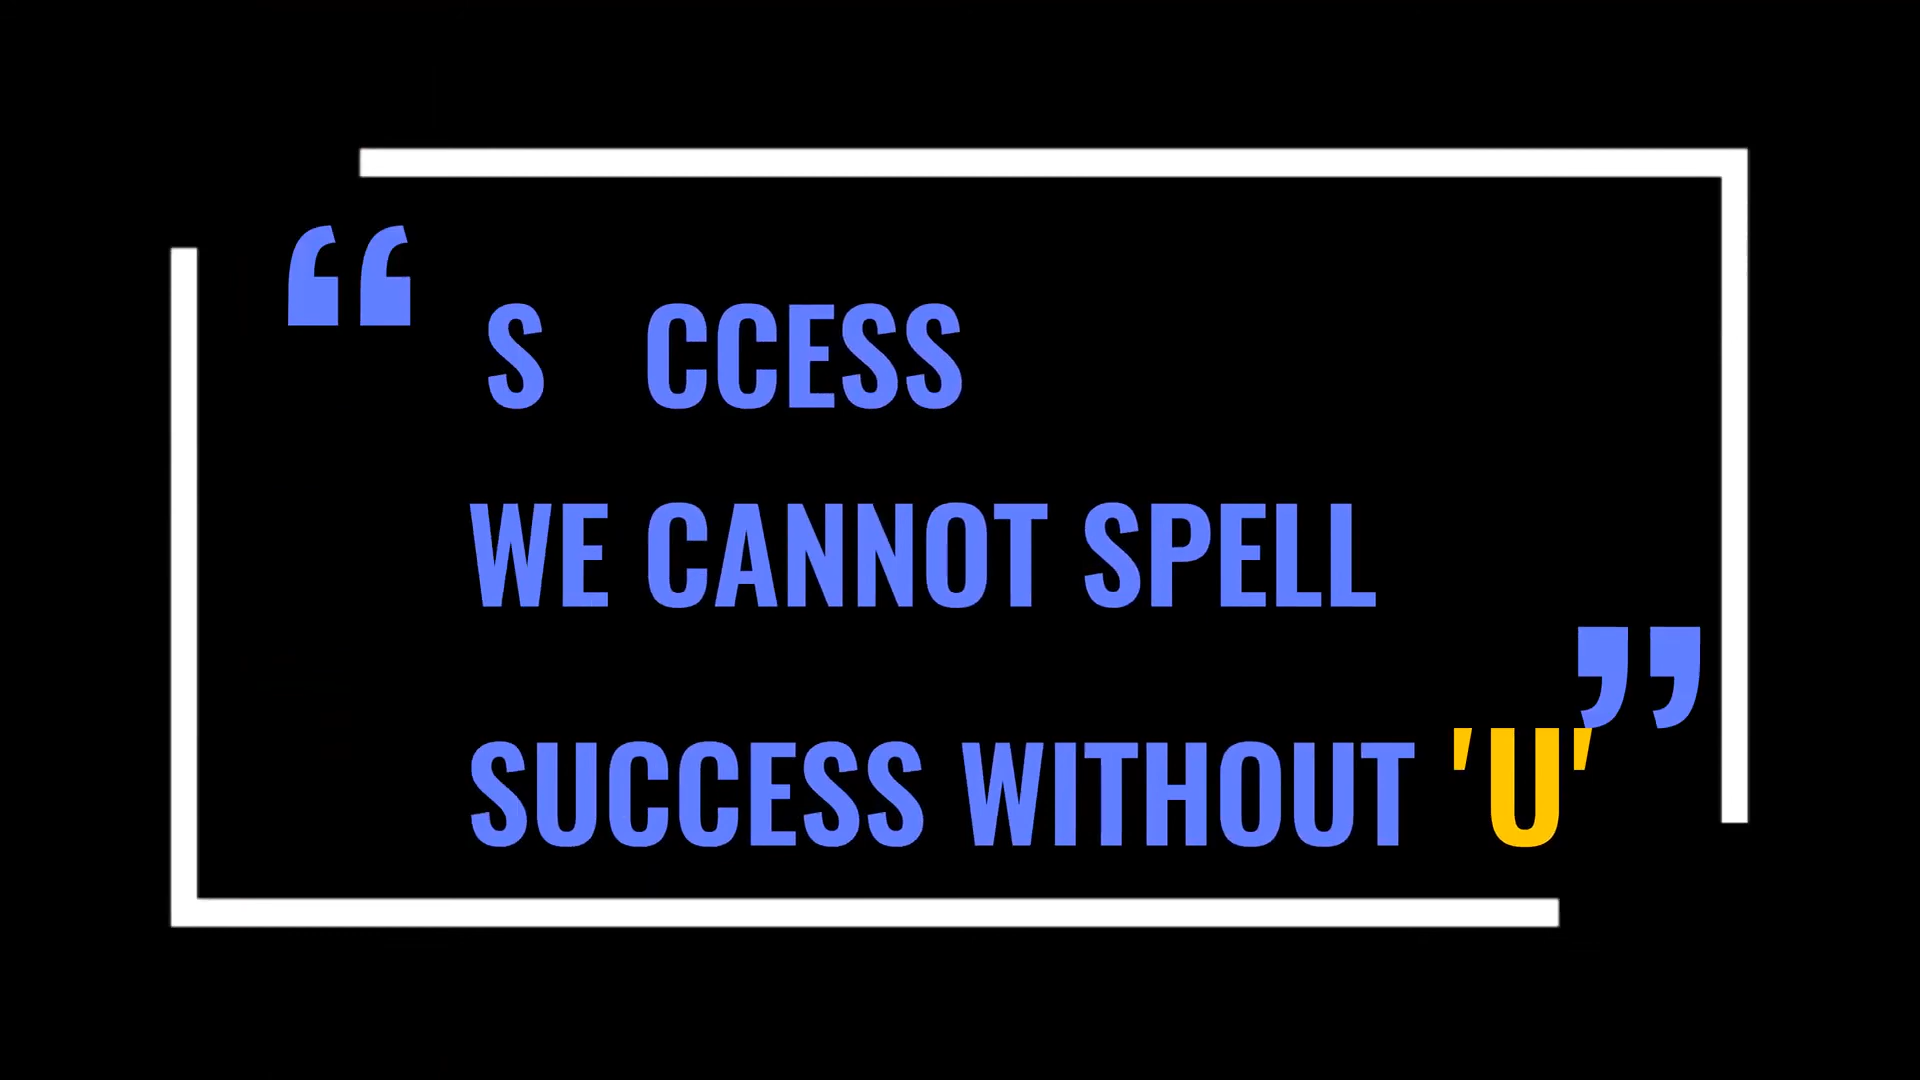 “ S   CCESS
WE CANNOT SPELL
SUCCESS WITHOUT 'U' ”